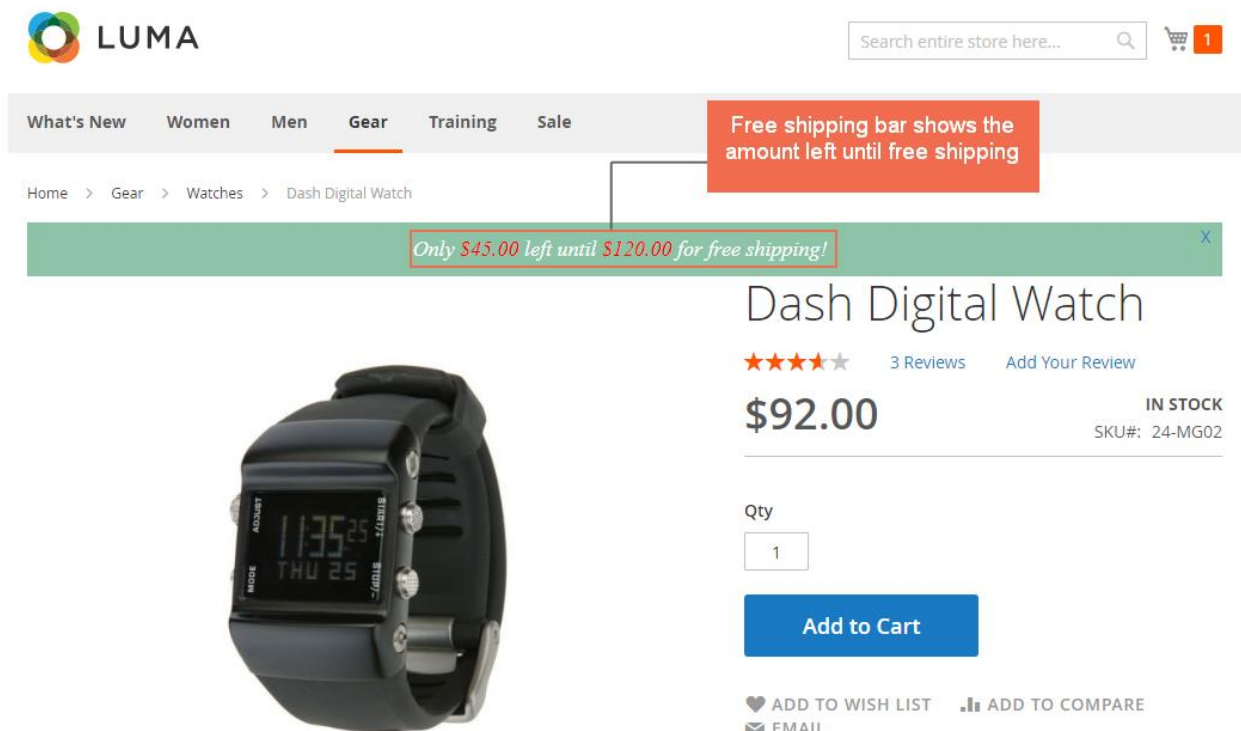 LUMA
Search entire store here...
1
What's New Women Men Gear Training Sale
Free shipping bar shows the
amount left until free shipping
Home > Gear > Watches > Dash Digital Watch
Only $45.00 left until $120.00 for free shipping!
X
Dash Digital Watch
3 Reviews Add Your Review
$92.00
IN STOCK
SKU#: 24-MG02
Qty
1
Add to Cart
ADD TO WISH LIST ADD TO COMPARE
EMAIL
ADJUST
START/+
11:35 25
THU 25
MODE
STOP/-